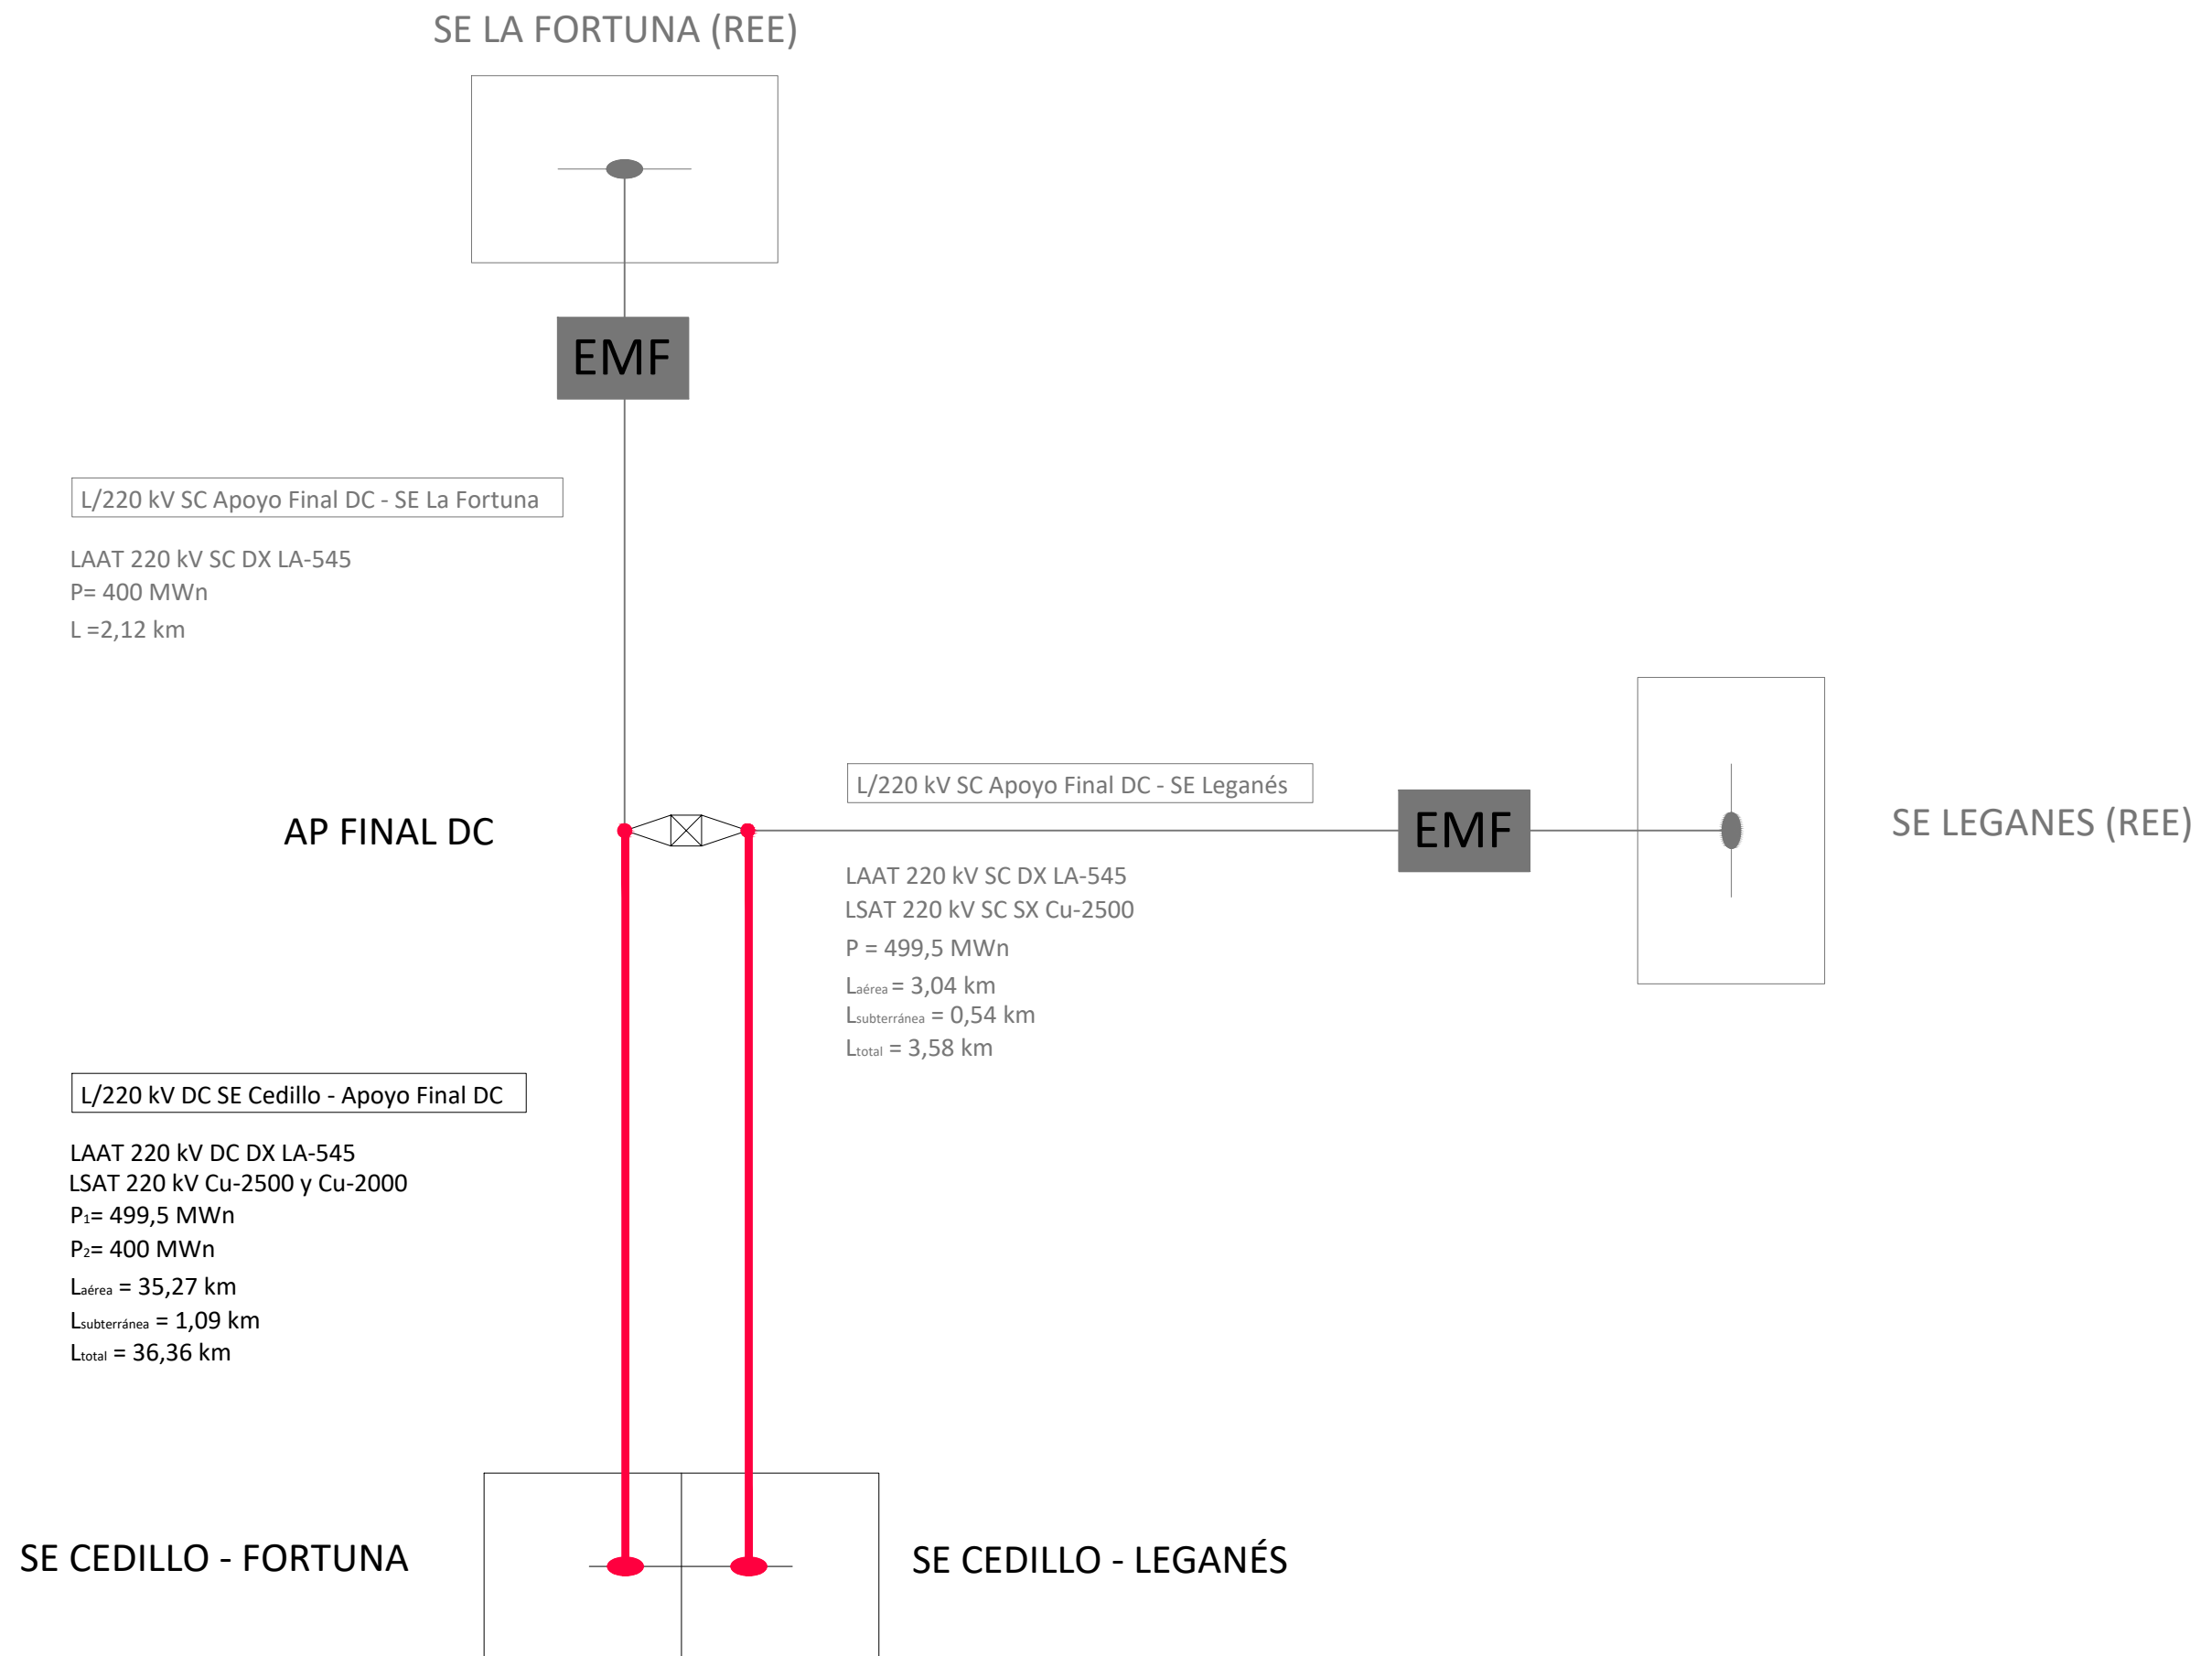 SE LA FORTUNA (REE)
EMF
L/220 kV SC Apoyo Final DC - SE La Fortuna
LAAT 220 kV SC DX LA-545
P= 400 MWn
L =2,12 km
AP FINAL DC
L/220 kV SC Apoyo Final DC - SE Leganés
EMF
SE LEGANES (REE)
LAAT 220 kV SC DX LA-545
LSAT 220 kV SC SX Cu-2500
P = 499,5 MWn
Laérea = 3,04 km
Lsubterránea = 0,54 km
Ltotal = 3,58 km
L/220 kV DC SE Cedillo - Apoyo Final DC
LAAT 220 kV DC DX LA-545
LSAT 220 kV Cu-2500 y Cu-2000
P1= 499,5 MWn
P2= 400 MWn
Laérea = 35,27 km
Lsubterránea = 1,09 km
Ltotal = 36,36 km
SE CEDILLO - FORTUNA
SE CEDILLO - LEGANÉS